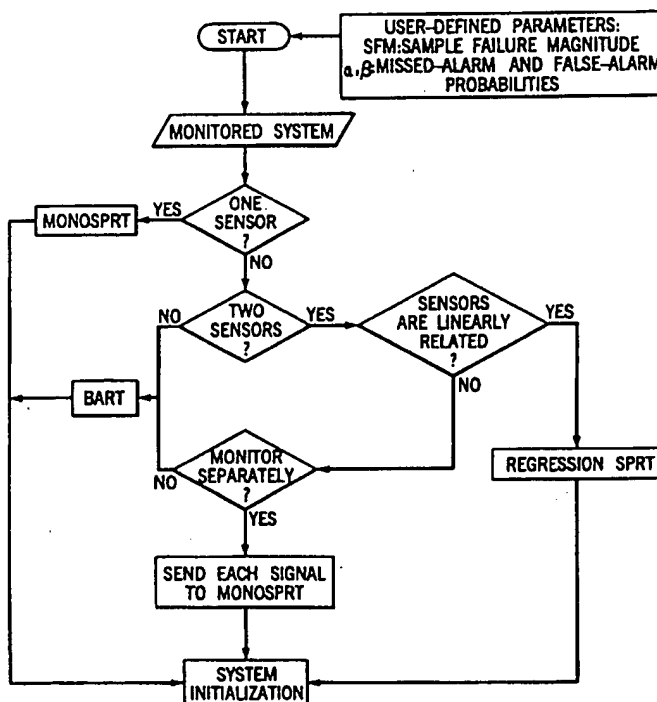 START
USER-DEFINED PARAMETERS:
SFM:SAMPLE FAILURE MAGNITUDE
α,β:MISSED-ALARM AND FALSE-ALARM
PROBABILITIES
MONITORED SYSTEM
MONOSPRT
YES
ONE
SENSOR
?
NO
NO
TWO
SENSORS
?
YES
SENSORS
ARE LINEARLY
RELATED
?
YES
NO
BART
MONITOR
SEPARATELY
?
NO
YES
REGRESSION SPRT
SEND EACH SIGNAL
TO MONOSPRT
SYSTEM
INITIALIZATION